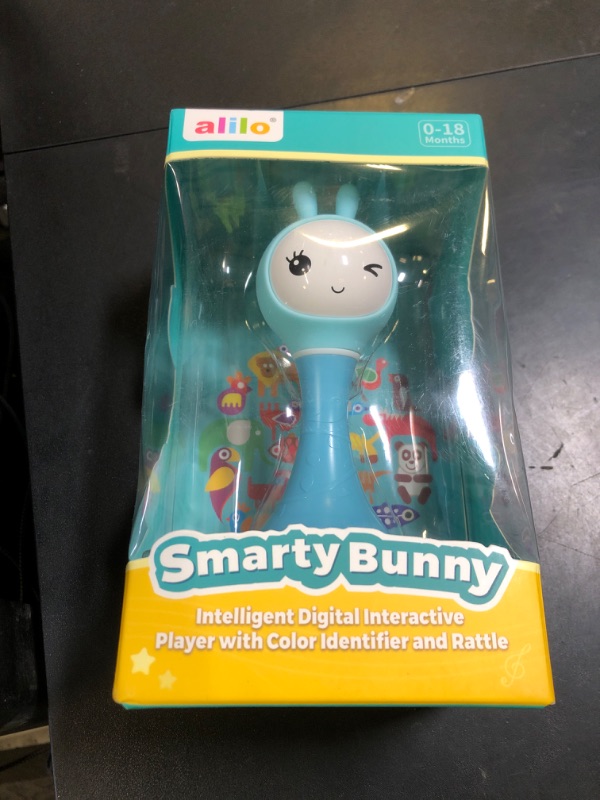 alilo®
0-18
Months
Smarty Bunny
Intelligent Digital Interactive
Player with Color Identifier and Rattle